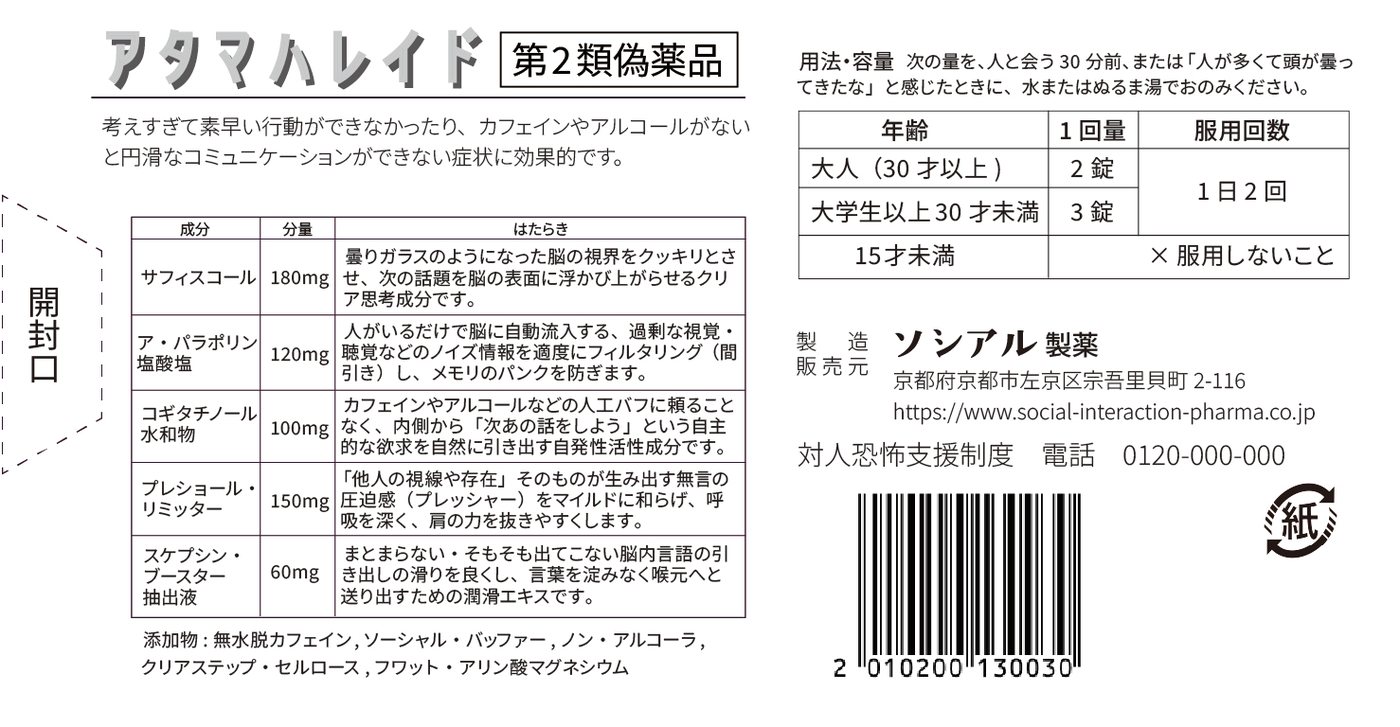 アタマハレイド 第2類偽薬品
考えすぎて素早い行動ができなかったり、カフェインやアルコールがない
と円滑なコミュニケーションができない症状に効果的です。
開封口
成分 分量 はたらき
サフィスコール 180mg 曇りガラスのようになった脳の視界をクッキリとさ
せ、次の話題を脳の表面に浮かび上がらせるクリ
ア思考成分です。
ア・パラポリン
塩酸塩
120mg
人がいるだけで脳に自動流入する、過剰な視覚・
聴覚などのノイズ情報を適度にフィルタリング（間
引き）し、メモリのパンクを防ぎます。
コギタチノール
水和物
100mg
カフェインやアルコールなどの人工バフに頼ること
なく、内側から「次あの話をしよう」という自主
的な欲求を自然に引き出す自発性活性成分です。
プレショール・
リミッター
150mg
「他人の視線や存在」そのものが生み出す無言の
圧迫感（プレッシャー）をマイルドに和らげ、呼
吸を深く、肩の力を抜きやすくします。
スケプシン・
ブースター
抽出液
60mg
まとまらない・そもそも出てこない脳内言語の引
き出しの滑りを良くし、言葉を淀みなく喉元へと
送り出すための潤滑エキスです。
添加物 : 無水脱カフェイン , ソーシャル・バッファー , ノン・アルコーラ ,
クリアステップ・セルロース , フワット・アリン酸マグネシウム
用法・容量 次の量を、人と会う 30 分前、または「人が多くて頭が曇っ
てきたな」と感じたときに、水またはぬるま湯でおのみください。
年齢 1 回量 服用回数
大人（30 才以上 ) 2 錠 1 日 2 回
大学生以上 30 才未満 3 錠
15才未満 × 服用しないこと
製造
販売元
ソシアル製薬
京都府京都市左京区宗吾里貝町 2-116
https://www.social-interaction-pharma.co.jp
対人恐怖支援制度 電話 0120-000-000
紙
2 010200 130030